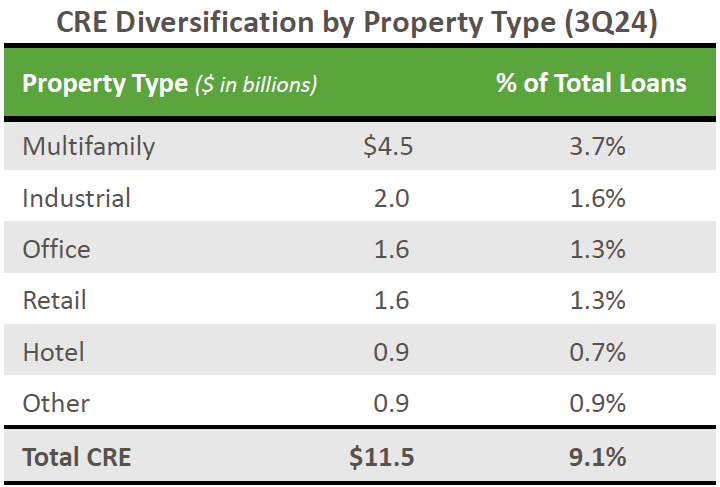 CRE Diversification by Property Type (3Q24)
Property Type ($ in billions) % of Total Loans
Multifamily $4.5 3.7%
Industrial 2.0 1.6%
Office 1.6 1.3%
Retail 1.6 1.3%
Hotel 0.9 0.7%
Other 0.9 0.9%
Total CRE $11.5 9.1%